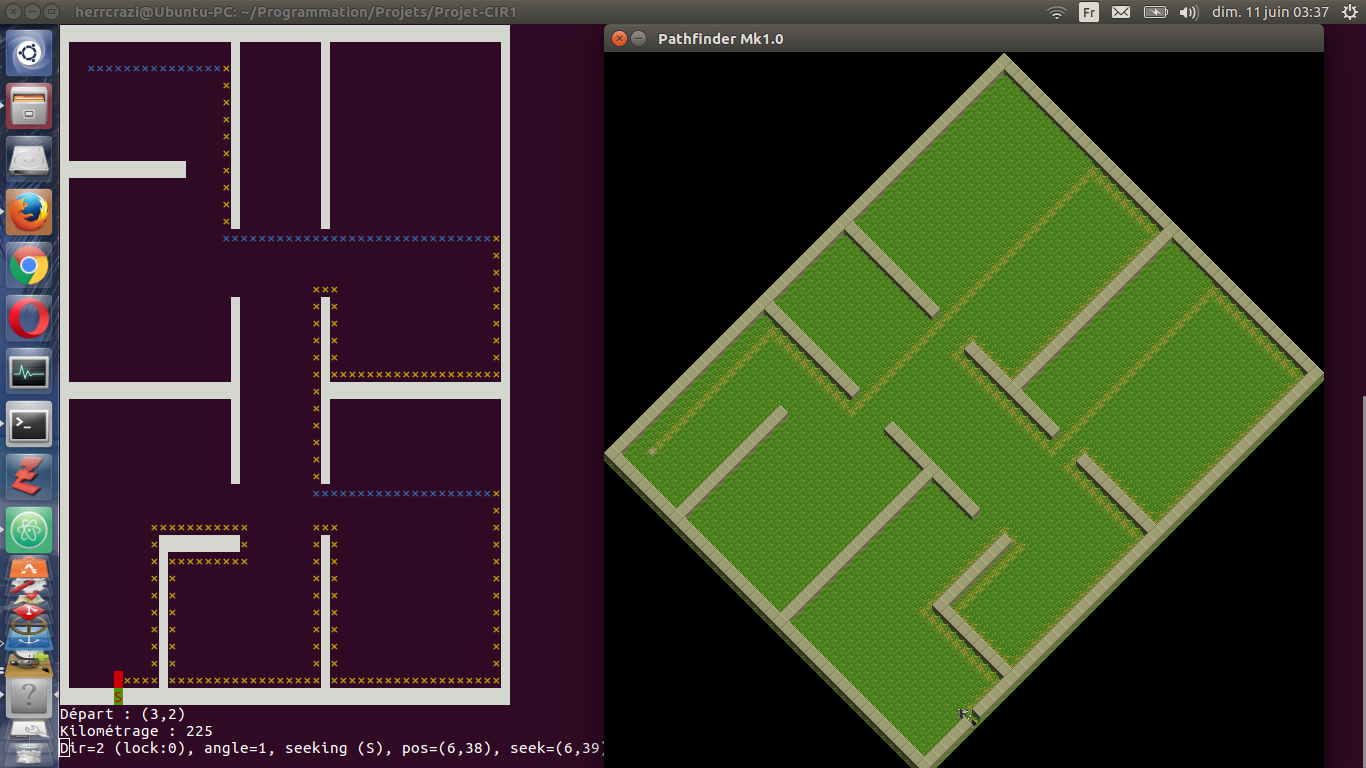 herrcrazi@Ubuntu-PC: ~/Programmation/Projets/Projet-CIR1
Fr
dim. 11 juin 03:37
Pathfinder Mk1.0
S
Départ : (3,2)
Kilométrage : 225
Dir=2 (lock:0), angle=1, seeking (S), pos=(6,38), seek=(6,39)